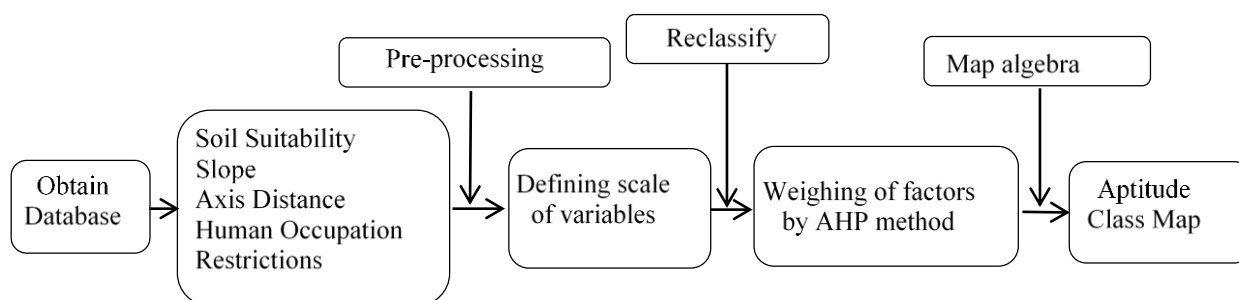 Pre-processing
Reclassify
Map algebra
Obtain
Database
Soil Suitability
Slope
Axis Distance
Human Occupation
Restrictions
Defining scale
of variables
Weighing of factors
by AHP method
Aptitude
Class Map